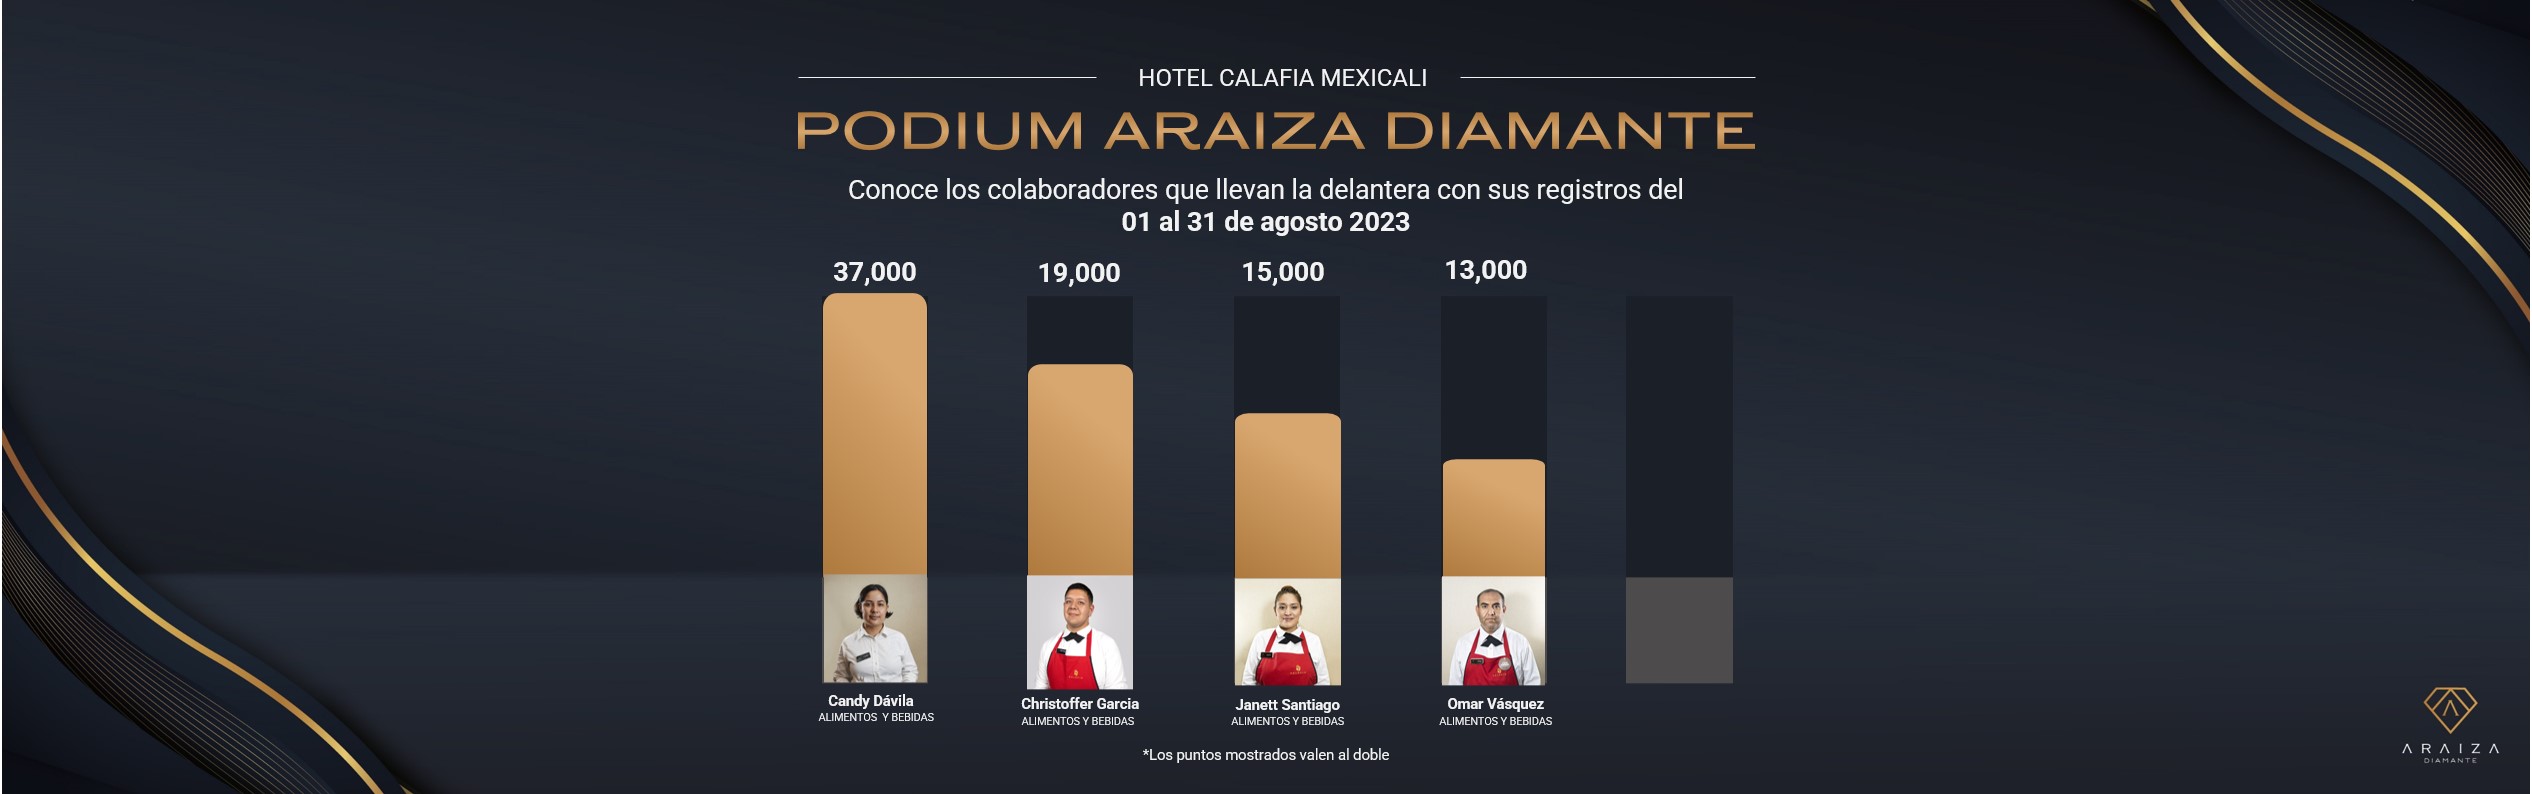 HOTEL CALAFIA MEXICALI
PODIUM ARAIZA DIAMANTE
Conoce los colaboradores que llevan la delantera con sus registros del
01 al 31 de agosto 2023
37,000
19,000
15,000
13,000
Candy Dávila
ALIMENTOS Y BEBIDAS
Christoffer Garcia
ALIMENTOS Y BEBIDAS
Janett Santiago
ALIMENTOS Y BEBIDAS
Omar Vásquez
ALIMENTOS Y BEBIDAS
*Los puntos mostrados valen al doble
ARAIZA
DIAMANTE